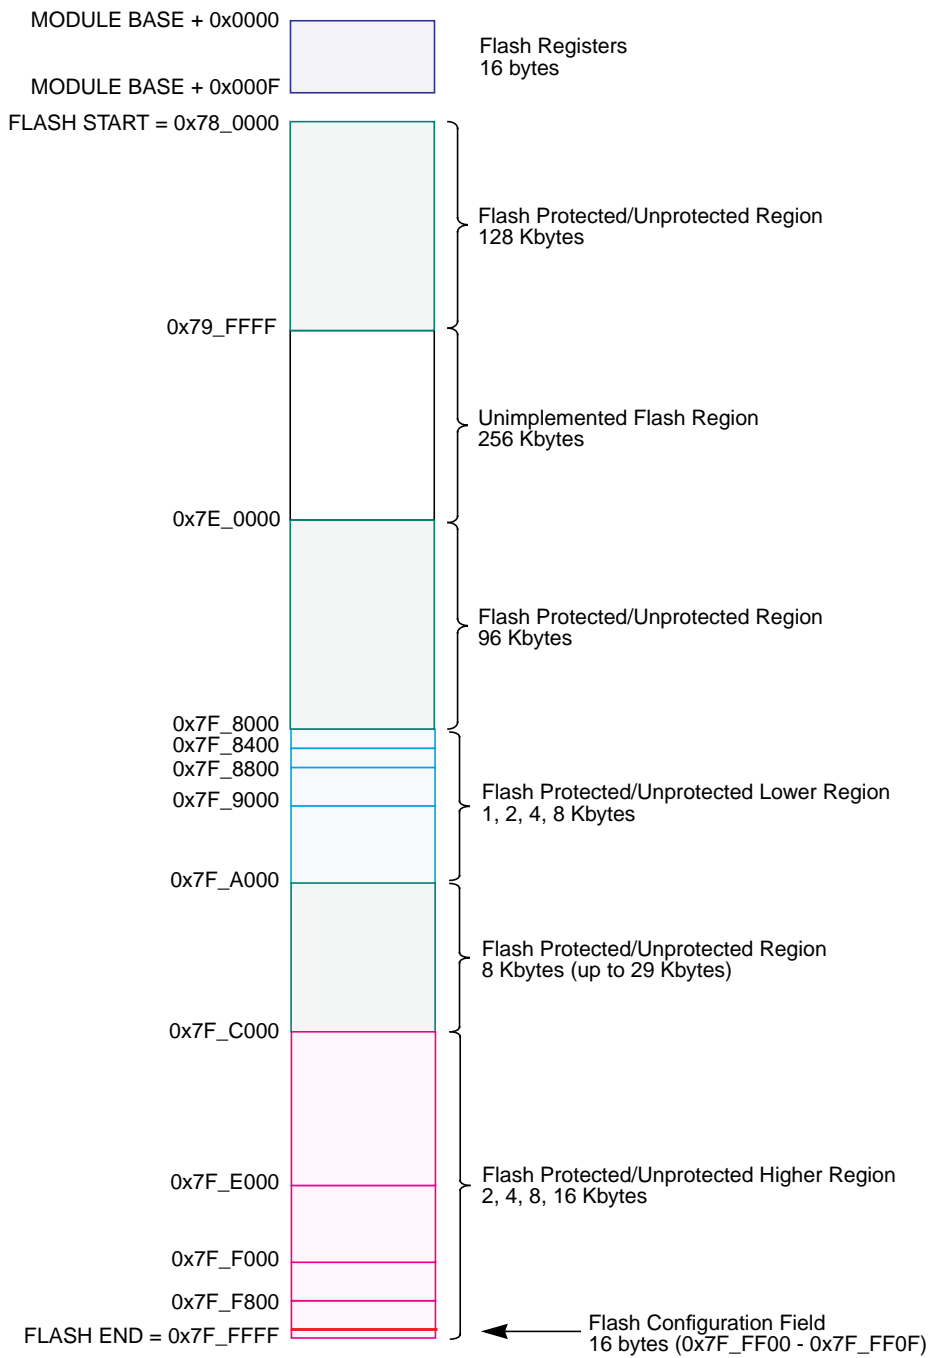 MODULE BASE + 0x0000
Flash Registers
16 bytes
MODULE BASE + 0x000F
FLASH START = 0x78_0000
Flash Protected/Unprotected Region
128 Kbytes
0x79_FFFF
Unimplemented Flash Region
256 Kbytes
0x7E_0000
Flash Protected/Unprotected Region
96 Kbytes
0x7F_8000
0x7F_8400
0x7F_8800
0x7F_9000
Flash Protected/Unprotected Lower Region
1, 2, 4, 8 Kbytes
0x7F_A000
Flash Protected/Unprotected Region
8 Kbytes (up to 29 Kbytes)
0x7F_C000
0x7F_E000
Flash Protected/Unprotected Higher Region
2, 4, 8, 16 Kbytes
0x7F_F000
0x7F_F800
FLASH END = 0x7F_FFFF
Flash Configuration Field
16 bytes (0x7F_FF00 - 0x7F_FF0F)